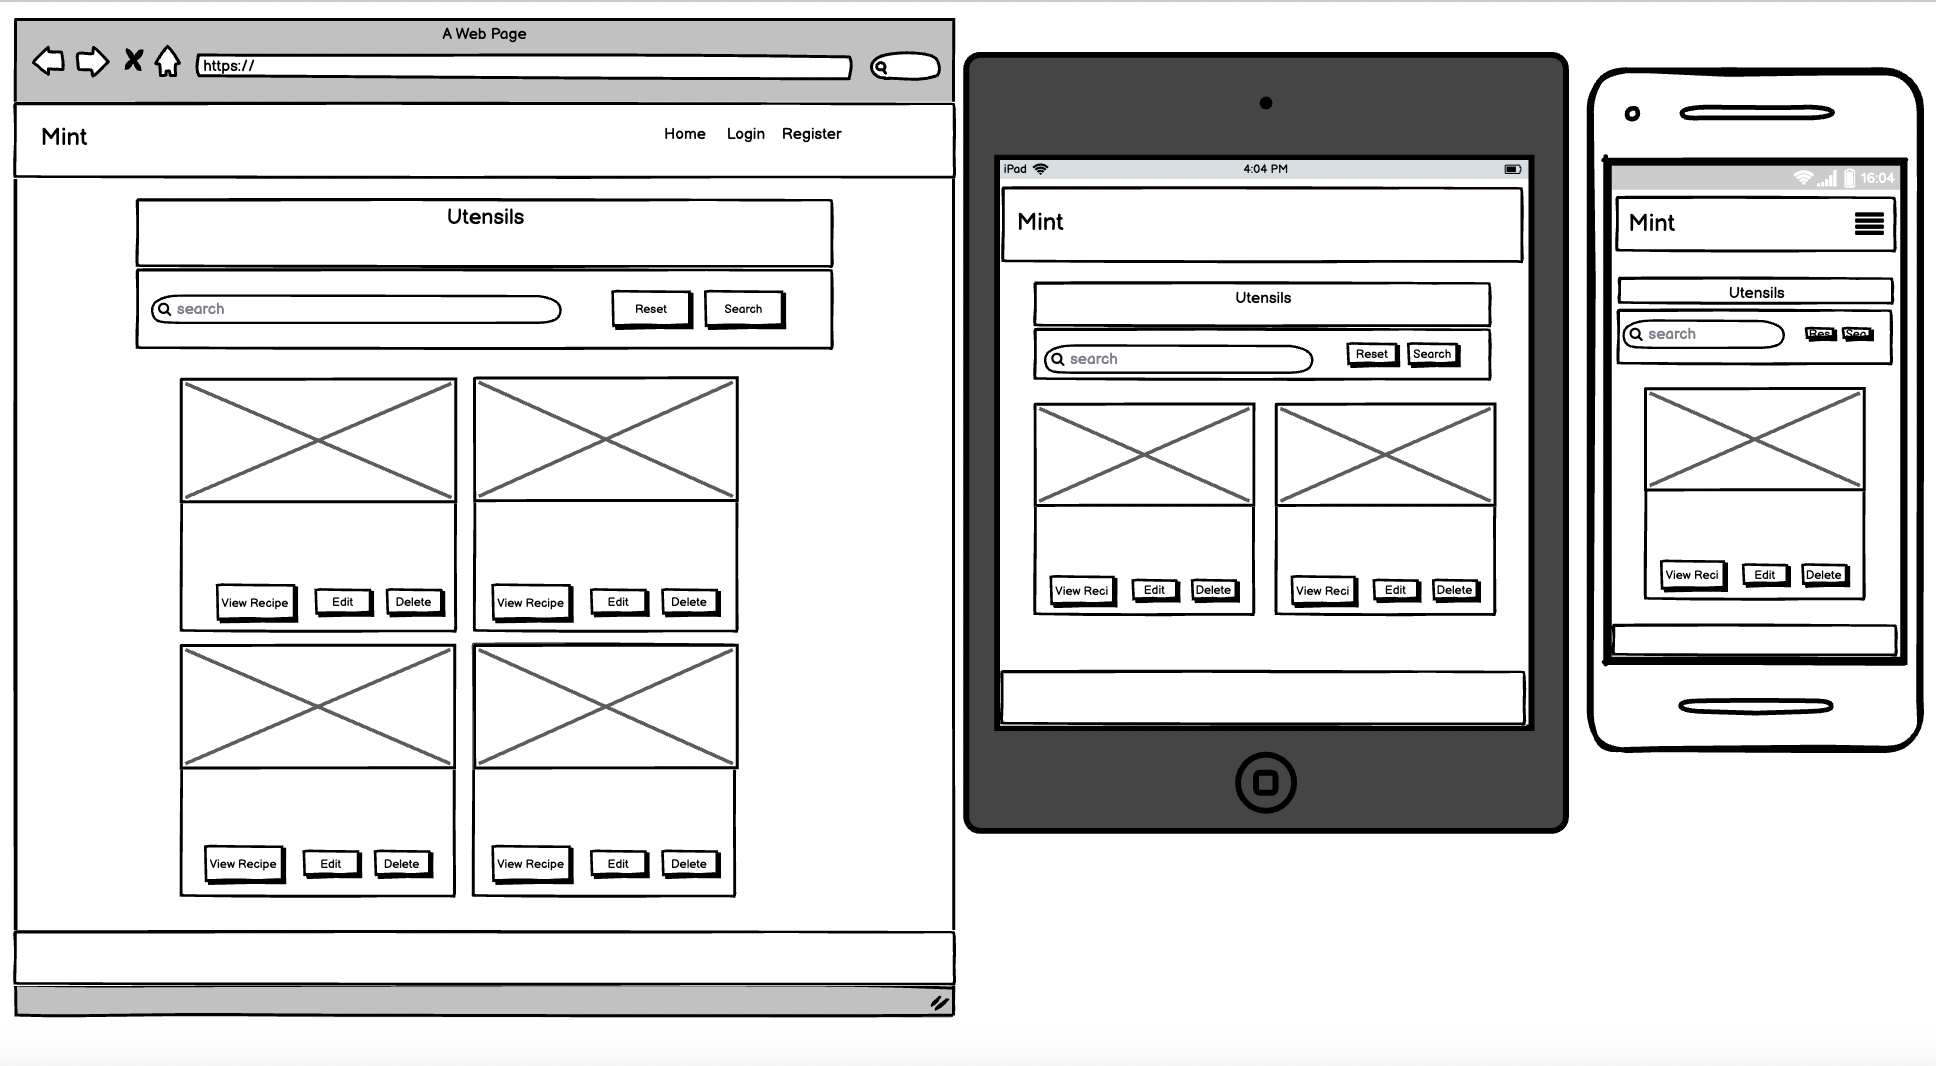 A Web Page
https://
Mint
Home Login Register
Utensils
search
Reset Search
View Recipe Edit Delete
View Recipe Edit Delete
View Recipe Edit Delete
View Recipe Edit Delete
iPad 4:04 PM
Mint
Utensils
search
Reset Search
View Reci Edit Delete
View Reci Edit Delete
16:04
Mint
Utensils
search
Res Sea
View Reci Edit Delete